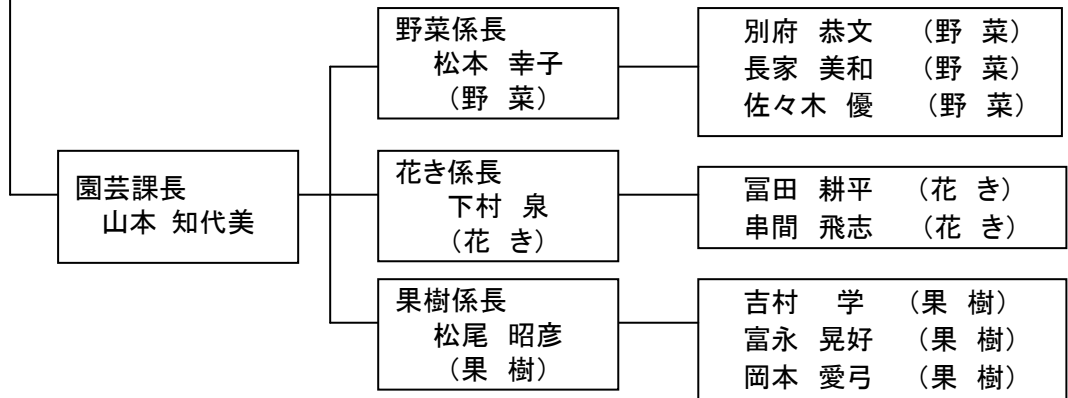 野菜係長
松本 幸子
(野 菜)
別府 恭文 (野 菜)
長家 美和 (野 菜)
佐々木 優 (野 菜)
園芸課長
山本 知代美
花き係長
下村 泉
(花 き)
冨田 耕平 (花 き)
串間 飛志 (花 き)
果樹係長
松尾 昭彦
(果 樹)
吉村 学 (果 樹)
富永 晃好 (果 樹)
岡本 愛弓 (果 樹)